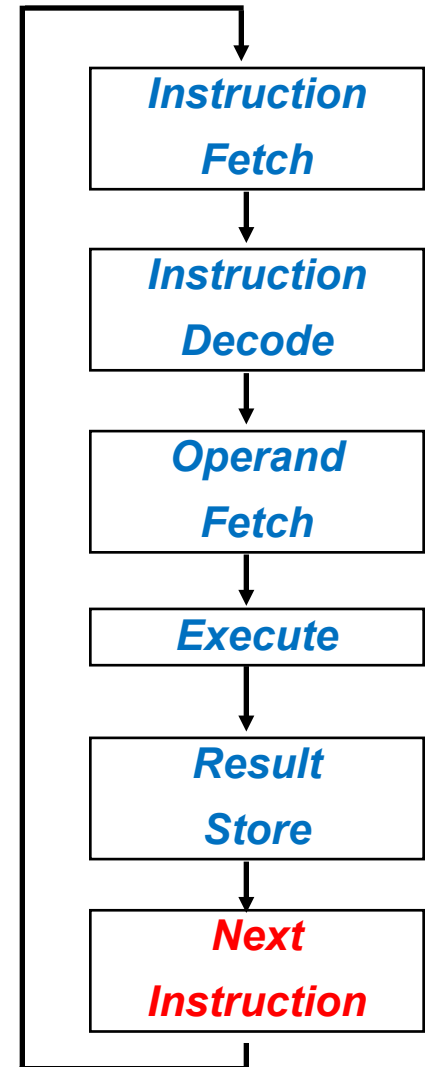 Instruction
Fetch
Instruction
Decode
Operand
Fetch
Execute
Result
Store
Next
Instruction